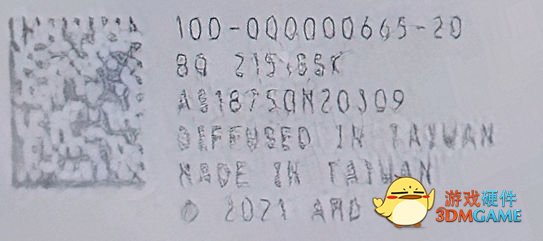 100-000000665-20
DIFFUSED IN TAIWAN
MADE IN TAIWAN
© 2021 AMD
游戏硬件
3DMGAME